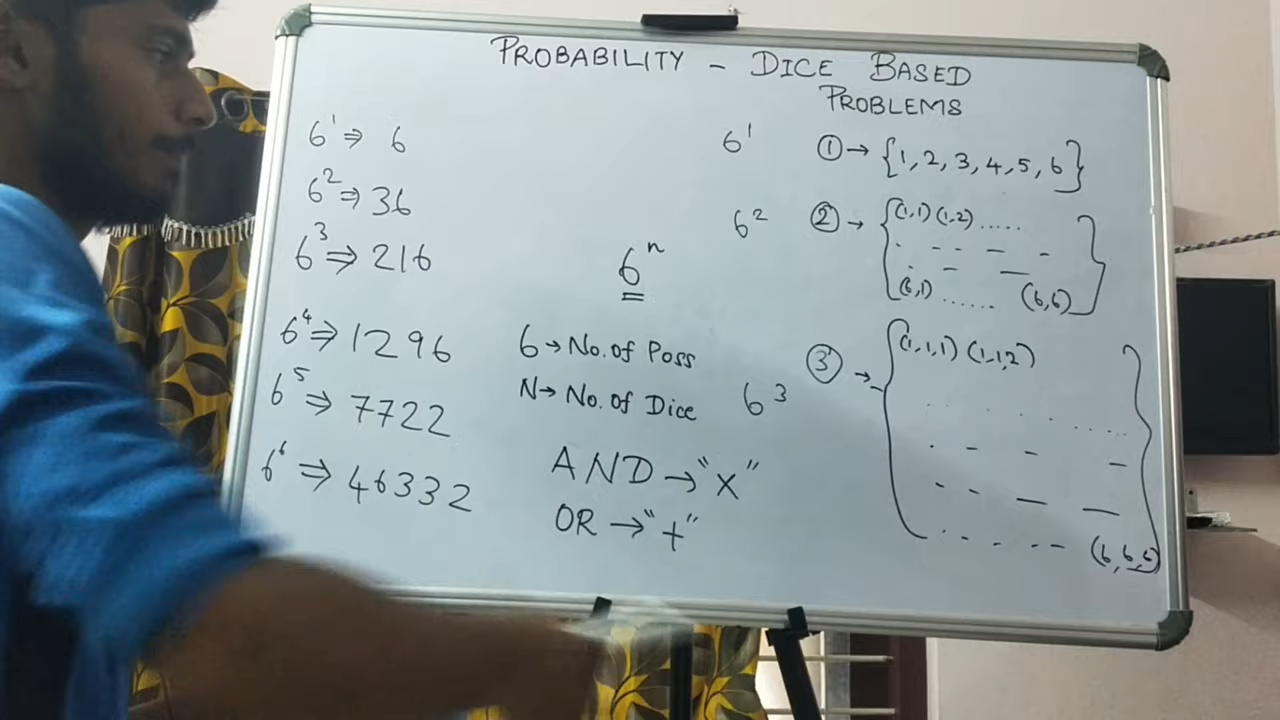 PROBABILITY - DICE BASED
PROBLEMS
6¹ ⇒ 6
6² ⇒ 36
6³ ⇒ 216
6⁴ ⇒ 1296
6⁵ ⇒ 7722
6⁶ ⇒ 46332
6ⁿ
6 → No. of Poss
N → No. of Dice
AND → "x"
OR → "+"
6¹ ① → {1, 2, 3, 4, 5, 6}
6² ② → {(1,1) (1,2) .....
. - - - -
. - —
(6,1) ...... (6,6)}
6³ ③ → {(1,1,1) (1,1,2)
. . . . .....
. - - -
- - — —
. . - -- (6,6,6)}